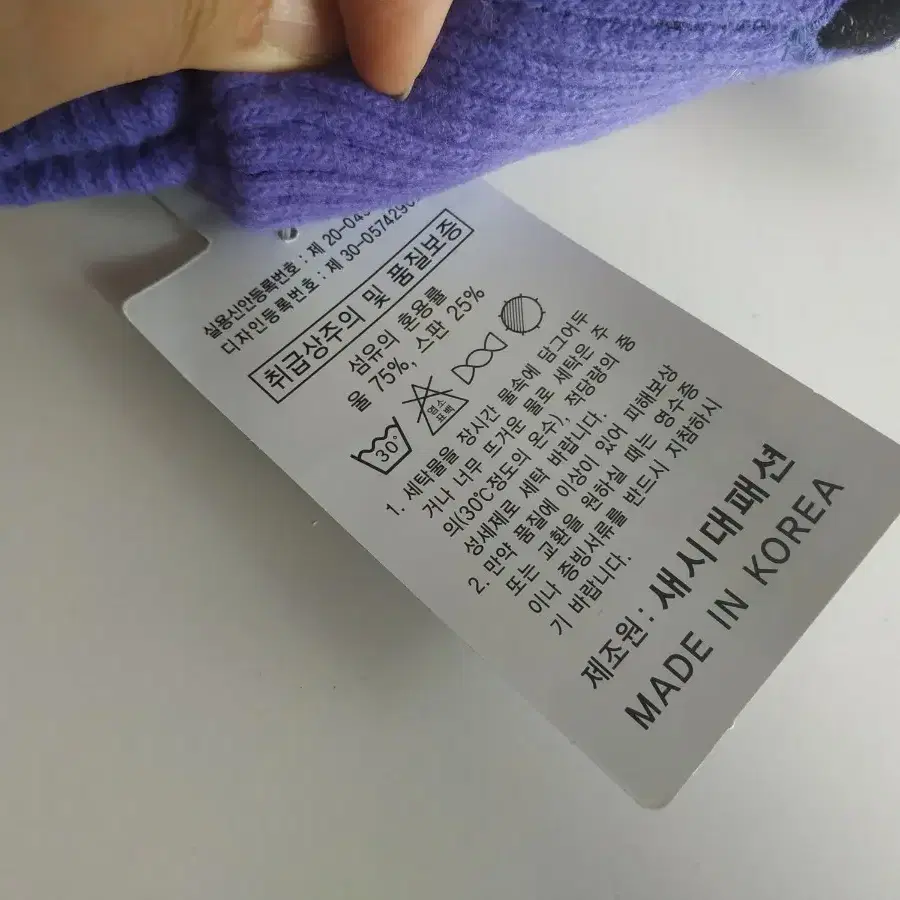 실용신안등록번호 : 제 20-04
디자인등록번호 : 제 30-0574290
취급상주의 및 품질보증
섬유의 혼용률
울 75%, 스판 25%
30°
염소
표백
1. 세탁물을 장시간 물속에 담그어두
거나 너무 뜨거운 물로 세탁은 주
의(30℃정도의 온수), 적당량의 중
성세제로 세탁 바랍니다.
2. 만약 품질에 이상이 있어 피해보상
또는 교환을 원하실 때는 영수증
이나 증빙서류를 반드시 지참하시
기 바랍니다.
제조원 : 새시대패션
MADE IN KOREA